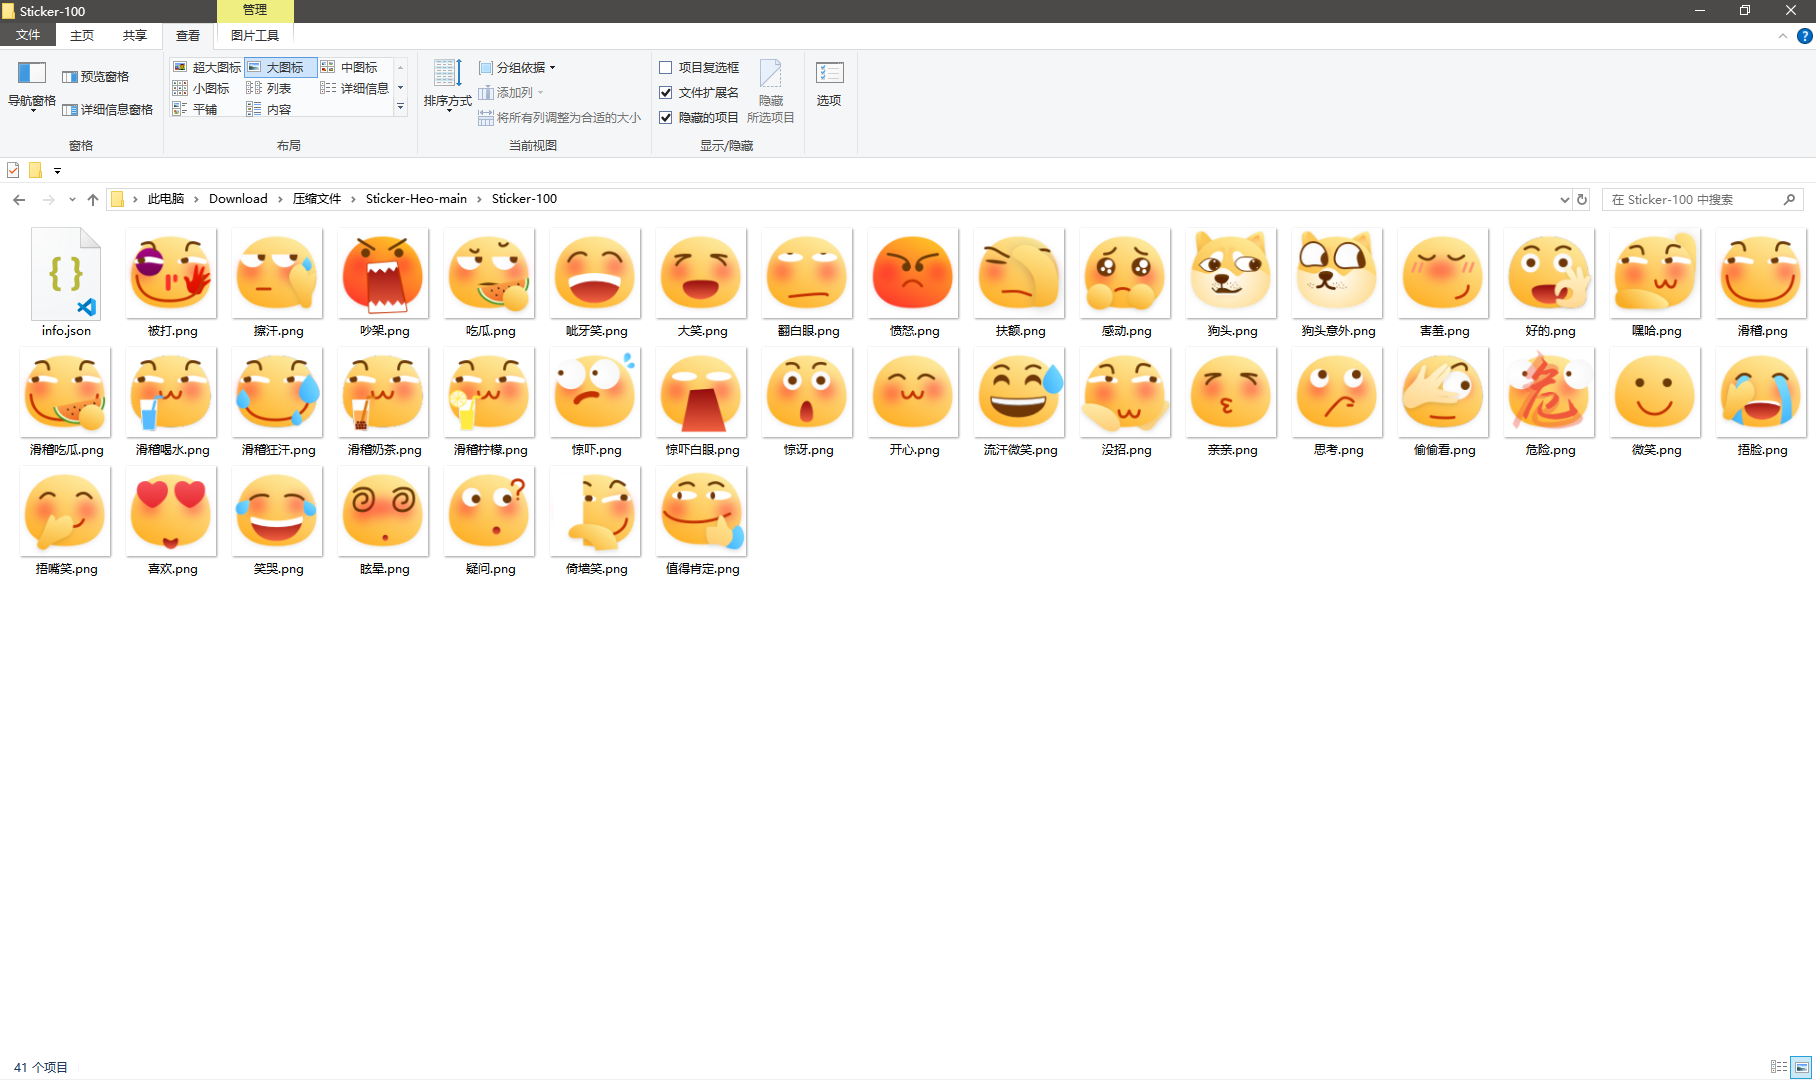 Sticker-100
管理
文件
主页
共享
查看
图片工具
导航窗格
预览窗格
详细信息窗格
窗格
超大图标
大图标
中图标
小图标
列表
详细信息
平铺
内容
布局
排序方式
分组依据
添加列
将所有列调整为合适的大小
当前视图
项目复选框
文件扩展名
隐藏的项目
隐藏
所选项目
显示/隐藏
选项
此电脑 › Download › 压缩文件 › Sticker-Heo-main › Sticker-100
在 Sticker-100 中搜索
info.json
被打.png
擦汗.png
吵架.png
吃瓜.png
呲牙笑.png
大笑.png
翻白眼.png
愤怒.png
扶额.png
感动.png
狗头.png
狗头意外.png
害羞.png
好的.png
嘿哈.png
滑稽.png
滑稽吃瓜.png
滑稽喝水.png
滑稽狂汗.png
滑稽奶茶.png
滑稽柠檬.png
惊吓.png
惊吓白眼.png
惊讶.png
开心.png
流汗微笑.png
没招.png
亲亲.png
思考.png
偷偷看.png
危
危险.png
微笑.png
捂脸.png
捂嘴笑.png
喜欢.png
笑哭.png
眩晕.png
疑问.png
倚墙笑.png
值得肯定.png
41 个项目